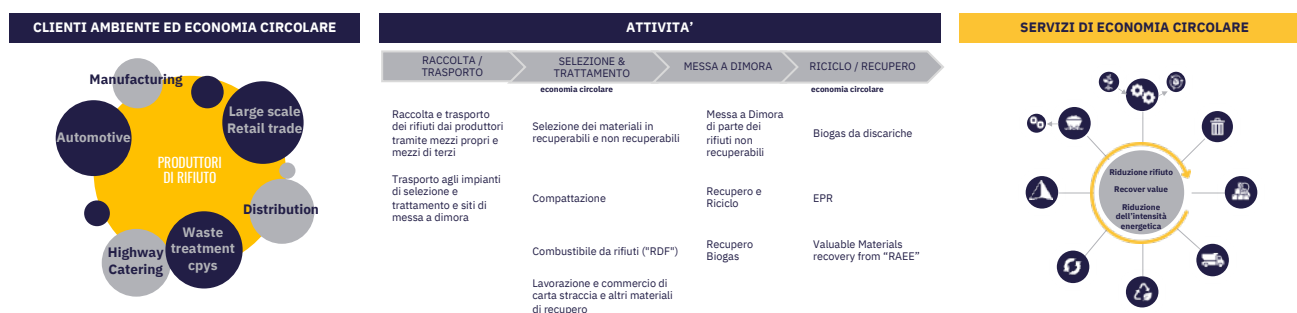 CLIENTI AMBIENTE ED ECONOMIA CIRCOLARE
Manufacturing
Large scale
Retail trade
Automotive
PRODUTTORI
DI RIFIUTO
Distribution
Waste
treatment
cpys
Highway
Catering
ATTIVITA’
RACCOLTA /
TRASPORTO
SELEZIONE &
TRATTAMENTO
MESSA A DIMORA
RICICLO / RECUPERO
economia circolare
economia circolare
Raccolta e trasporto
dei rifiuti dai produttori
tramite mezzi propri e
mezzi di terzi
Trasporto agli impianti
di selezione e
trattamento e siti di
messa a dimora
Selezione dei materiali in
recuperabili e non recuperabili
Compattazione
Combustibile da rifiuti ("RDF")
Lavorazione e commercio di
carta straccia e altri materiali
di recupero
Messa a Dimora
di parte dei
rifiuti non
recuperabili
Recupero e
Riciclo
Recupero
Biogas
Biogas da discariche
EPR
Valuable Materials
recovery from “RAEE”
SERVIZI DI ECONOMIA CIRCOLARE
Riduzione rifiuto
Recover value
Riduzione
dell’intensità
energetica